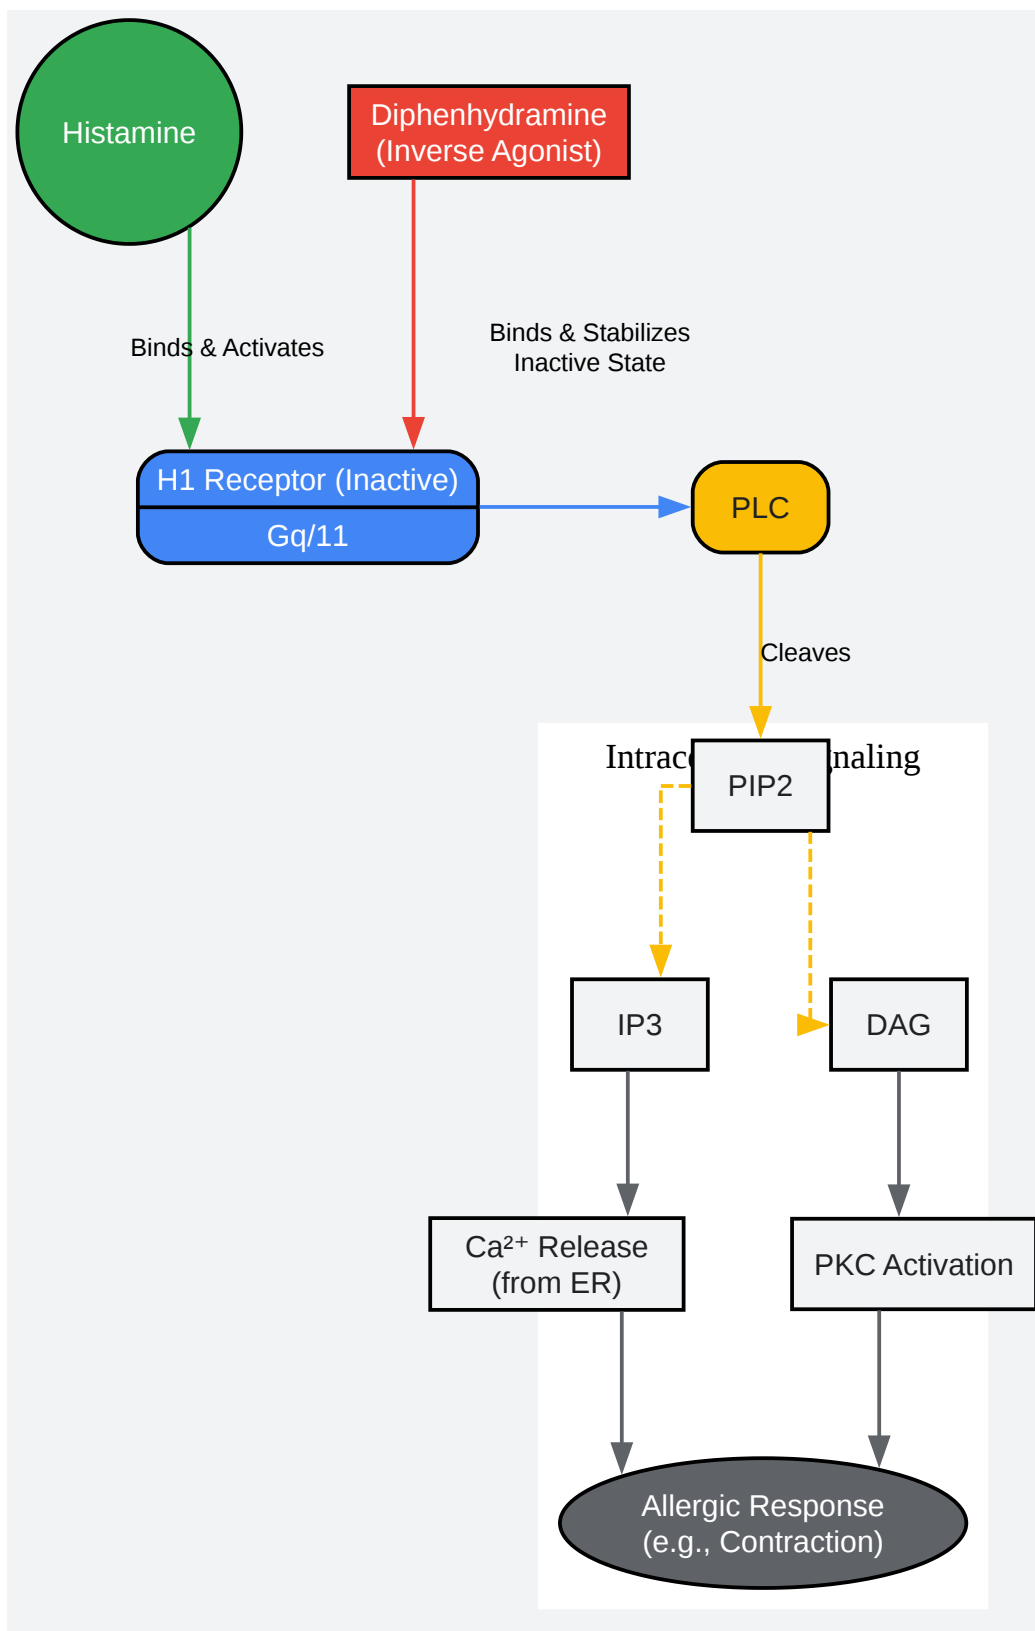 Histamine
Diphenhydramine
(Inverse Agonist)
Binds & Activates
Binds & Stabilizes
Inactive State
H1 Receptor (Inactive)
Gq/11
PLC
Cleaves
PIP2
IP3
DAG
Ca²⁺ Release
(from ER)
PKC Activation
Allergic Response
(e.g., Contraction)